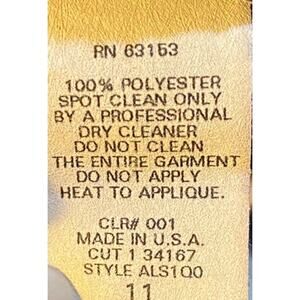 RN 63153
100% POLYESTER
SPOT CLEAN ONLY
BY A PROFESSIONAL
DRY CLEANER
DO NOT CLEAN
THE ENTIRE GARMENT
DO NOT APPLY
HEAT TO APPLIQUE.
CLR# 001
MADE IN U.S.A.
CUT 1 34167
STYLE ALS1Q0
11